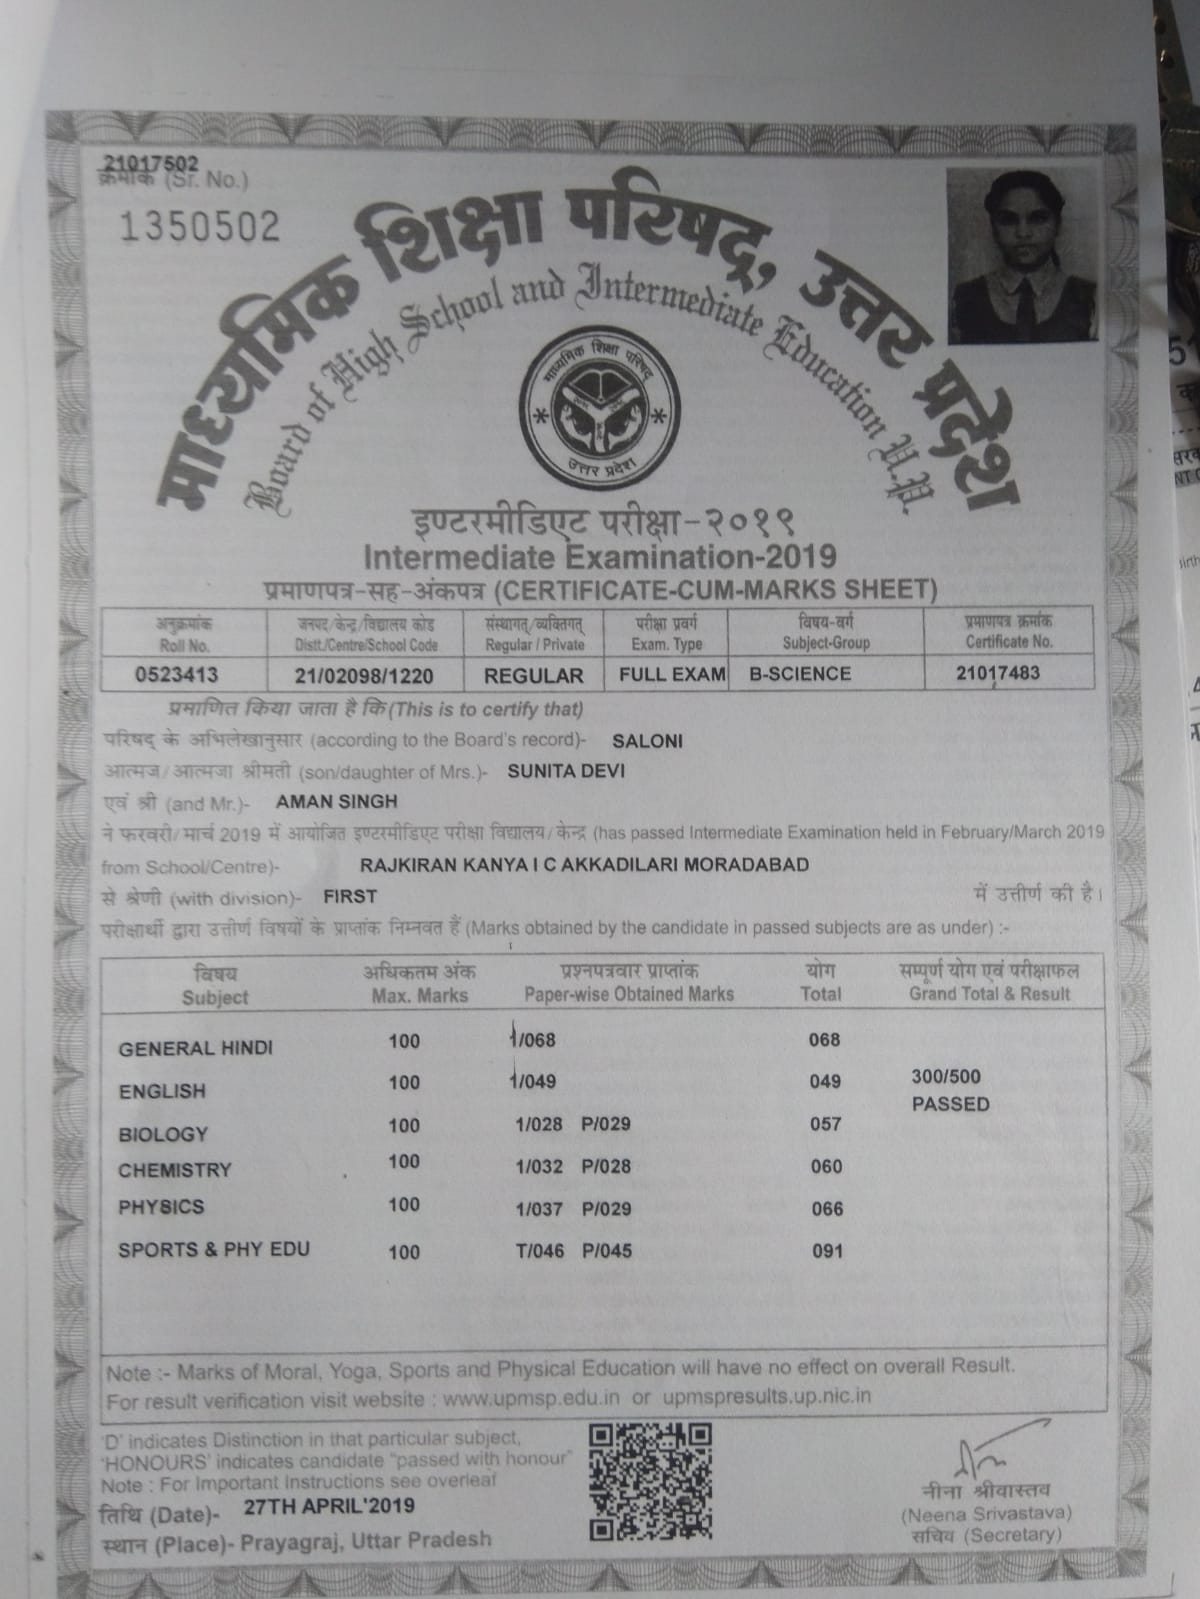 21017502
क्रमांक (Sr. No.)
1350502
माध्यमिक शिक्षा परिषद्, उत्तर प्रदेश
Board of High School and Intermediate Education U.P.
माध्यमिक शिक्षा परिषद्
उत्तर प्रदेश
इण्टरमीडिएट परीक्षा-२०१९
Intermediate Examination-2019
प्रमाणपत्र-सह-अंकपत्र (CERTIFICATE-CUM-MARKS SHEET)
अनुक्रमांक जनपद/केन्द्र/विद्यालय कोड संस्थागत/व्यक्तिगत परीक्षा प्रवर्ग विषय-वर्ग प्रमाणपत्र क्रमांक
Roll No. Distt./Centre/School Code Regular / Private Exam. Type Subject-Group Certificate No.
0523413 21/02098/1220 REGULAR FULL EXAM B-SCIENCE 21017483
प्रमाणित किया जाता है कि (This is to certify that)
परिषद् के अभिलेखानुसार (according to the Board's record)- SALONI
आत्मज/आत्मजा श्रीमती (son/daughter of Mrs.)- SUNITA DEVI
एवं श्री (and Mr.)- AMAN SINGH
ने फरवरी/मार्च 2019 में आयोजित इण्टरमीडिएट परीक्षा विद्यालय/केन्द्र (has passed Intermediate Examination held in February/March 2019
from School/Centre)- RAJKIRAN KANYA I C AKKADILARI MORADABAD
से श्रेणी (with division)- FIRST में उत्तीर्ण की है।
परीक्षार्थी द्वारा उत्तीर्ण विषयों के प्राप्तांक निम्नवत हैं (Marks obtained by the candidate in passed subjects are as under) :-
विषय अधिकतम अंक प्रश्नपत्रवार प्राप्तांक योग सम्पूर्ण योग एवं परीक्षाफल
Subject Max. Marks Paper-wise Obtained Marks Total Grand Total & Result
GENERAL HINDI 100 1/068 068
ENGLISH 100 1/049 049 300/500
PASSED
BIOLOGY 100 1/028 P/029 057
CHEMISTRY 100 1/032 P/028 060
PHYSICS 100 1/037 P/029 066
SPORTS & PHY EDU 100 T/046 P/045 091
Note :- Marks of Moral, Yoga, Sports and Physical Education will have no effect on overall Result.
For result verification visit website : www.upmsp.edu.in or upmspresults.up.nic.in
'D' indicates Distinction in that particular subject,
'HONOURS' indicates candidate "passed with honour"
Note : For Important Instructions see overleaf
तिथि (Date)- 27TH APRIL'2019
स्थान (Place)- Prayagraj, Uttar Pradesh
नीना श्रीवास्तव
(Neena Srivastava)
सचिव (Secretary)